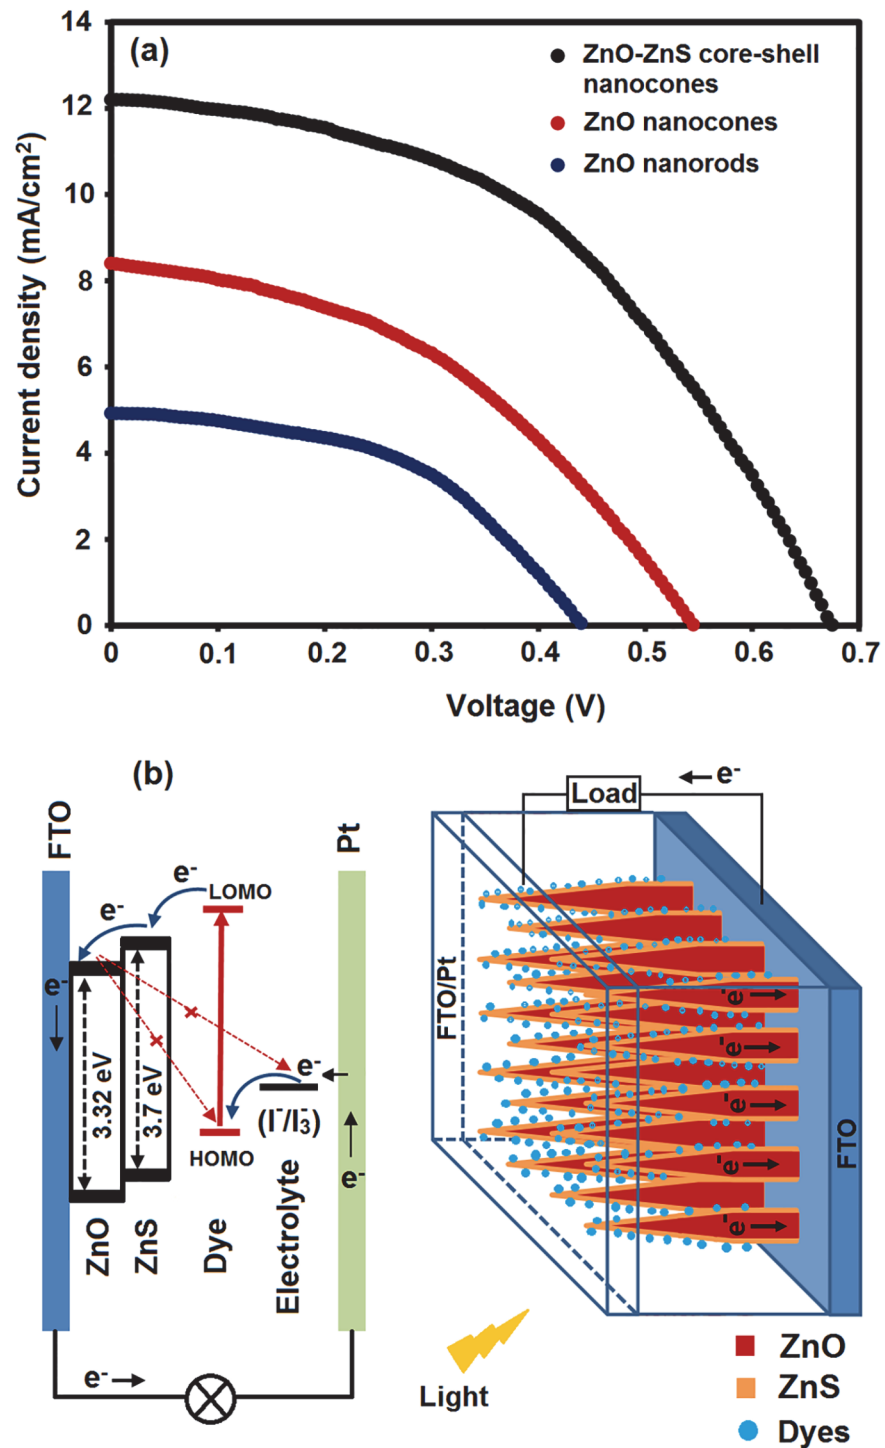 (a)
14
12
10
8
6
4
2
0
Current density (mA/cm²)
ZnO-ZnS core-shell
nanocones
ZnO nanocones
ZnO nanorods
0 0.1 0.2 0.3 0.4 0.5 0.6 0.7
Voltage (V)
(b)
FTO
Pt
e⁻
LOMO
e⁻
e⁻
3.32 eV
3.7 eV
e⁻
(I⁻/I₃⁻)
HOMO
e⁻
ZnO
ZnS
Dye
Electrolyte
e⁻
e⁻
Load
FTO/Pt
e⁻
e⁻
e⁻
e⁻
e⁻
FTO
Light
ZnO
ZnS
Dyes